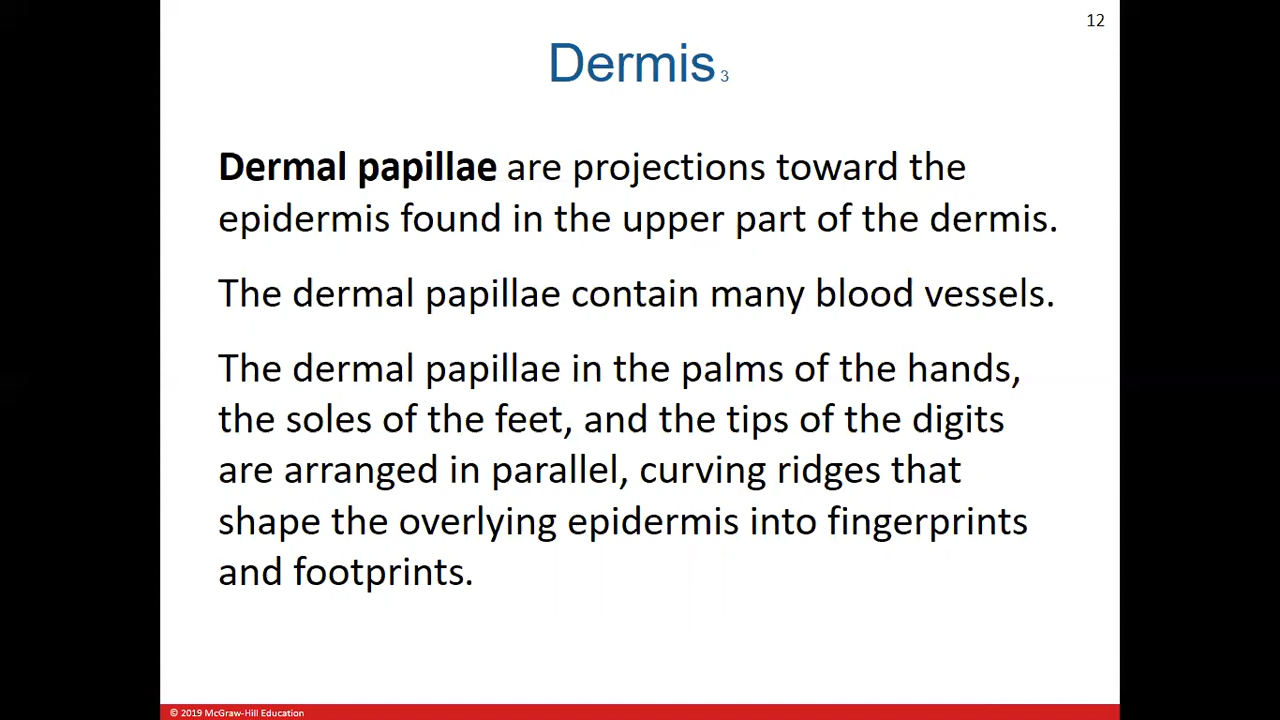 12
Dermis 3
Dermal papillae are projections toward the
epidermis found in the upper part of the dermis.
The dermal papillae contain many blood vessels.
The dermal papillae in the palms of the hands,
the soles of the feet, and the tips of the digits
are arranged in parallel, curving ridges that
shape the overlying epidermis into fingerprints
and footprints.
© 2019 McGraw-Hill Education